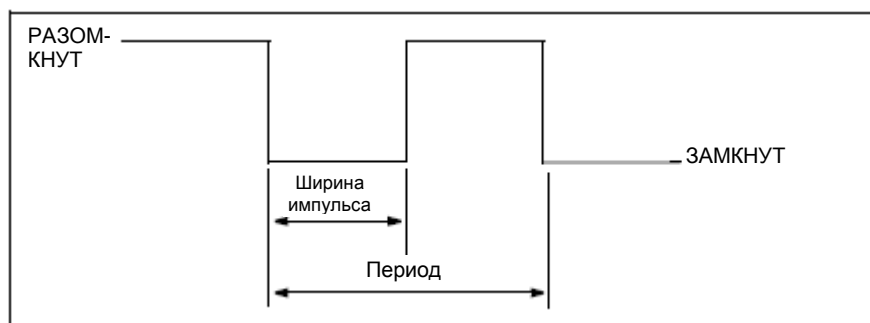 РАЗОМ-
КНУТ
ЗАМКНУТ
Ширина
импульса
Период